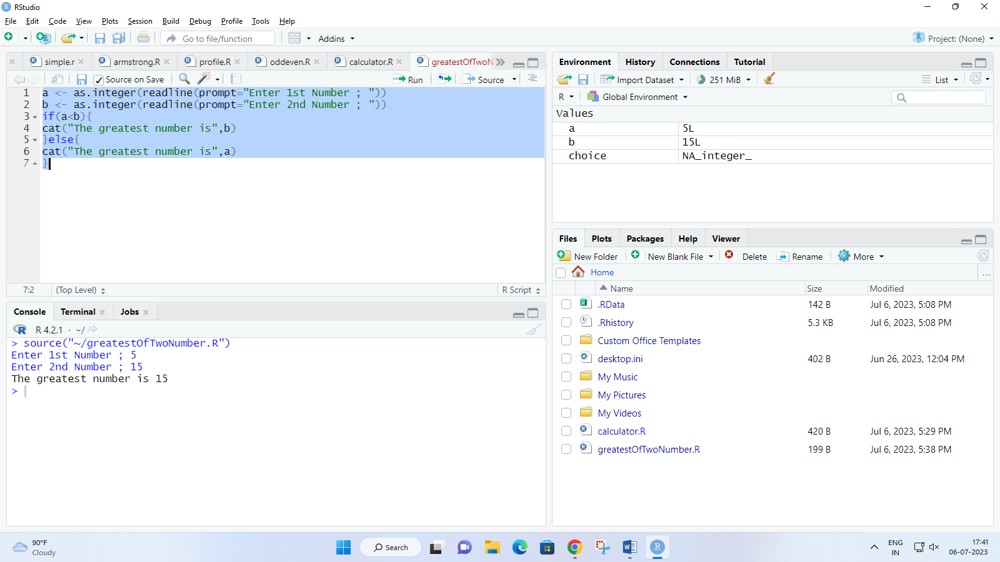 RStudio
File Edit Code View Plots Session Build Debug Profile Tools Help
Go to file/function Addins Project: (None)
simple.r armstrong.R profile.R oddeven.R calculator.R greatestOfTwoN
Source on Save Run Source
1 a <- as.integer(readline(prompt="Enter 1st Number ; "))
2 b <- as.integer(readline(prompt="Enter 2nd Number ; "))
3 if(a<b){
4 cat("The greatest number is",b)
5 }else{
6 cat("The greatest number is",a)
7 }
7:2 (Top Level) R Script
Console Terminal Jobs
R 4.2.1 · ~/
> source("~/greatestOfTwoNumber.R")
Enter 1st Number ; 5
Enter 2nd Number ; 15
The greatest number is 15
>
Environment History Connections Tutorial
Import Dataset 251 MiB List
R Global Environment
Values
a 5L
b 15L
choice NA_integer_
Files Plots Packages Help Viewer
New Folder New Blank File Delete Rename More
Home ...
Name Size Modified
.RData 142 B Jul 6, 2023, 5:08 PM
.Rhistory 5.3 KB Jul 6, 2023, 5:08 PM
Custom Office Templates
desktop.ini 402 B Jun 26, 2023, 12:04 PM
My Music
My Pictures
My Videos
calculator.R 420 B Jul 6, 2023, 5:29 PM
greatestOfTwoNumber.R 199 B Jul 6, 2023, 5:38 PM
90°F
Cloudy
Search
ENG
IN
17:41
06-07-2023